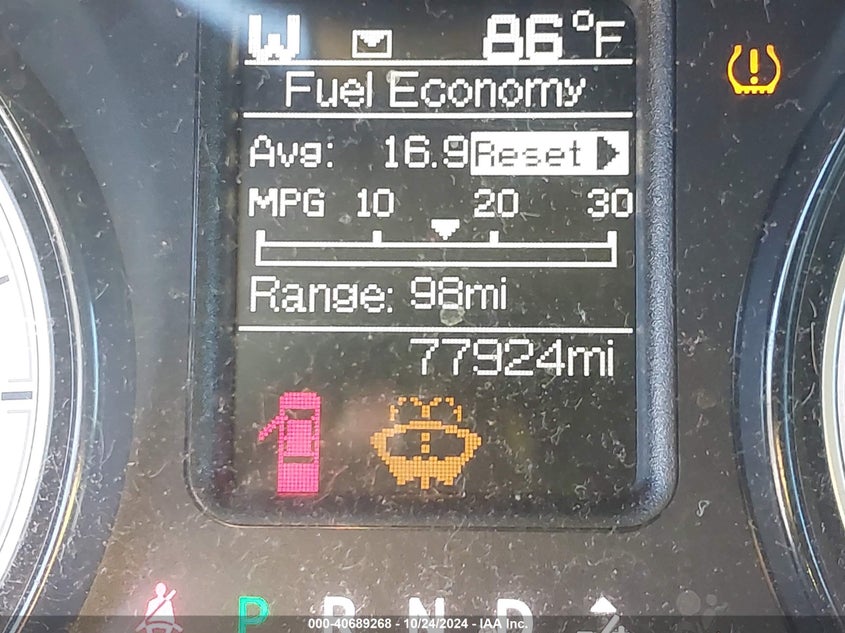 W 86°F
Fuel Economy
Avg: 16.9 Reset
MPG 10 20 30
Range: 98mi
77924mi
P R N D
000-40689268 - 10/24/2024 - IAA Inc.